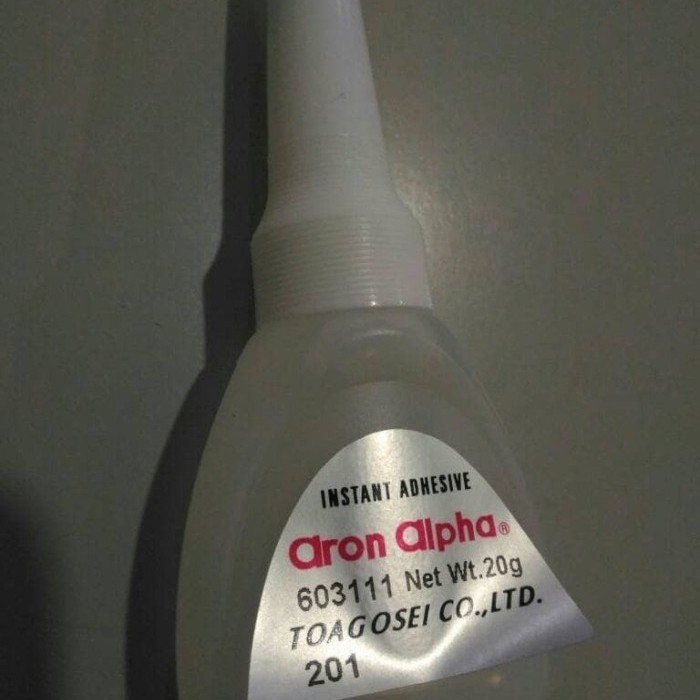 INSTANT ADHESIVE
aron alpha®
603111 Net Wt.20g
TOAGOSEI CO.,LTD.
201